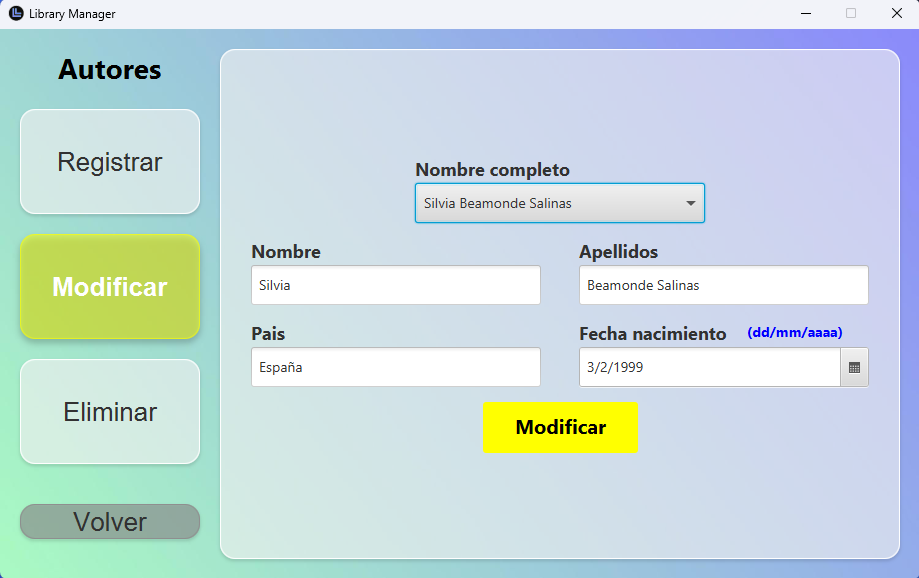 Library Manager
Autores
Registrar
Modificar
Eliminar
Volver
Nombre completo
Silvia Beamonde Salinas
Nombre
Apellidos
Silvia
Beamonde Salinas
Pais
Fecha nacimiento (dd/mm/aaaa)
España
3/2/1999
Modificar